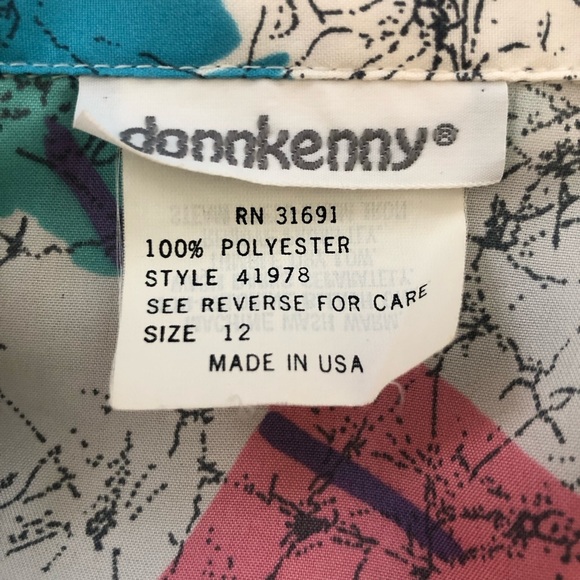 donnkenny®
RN 31691
100% POLYESTER
STYLE 41978
SEE REVERSE FOR CARE
SIZE 12
MADE IN USA